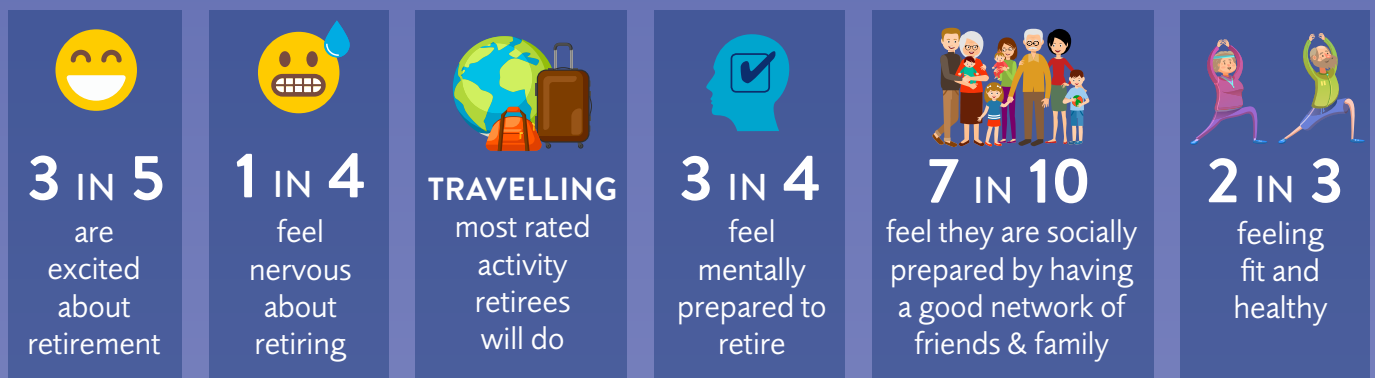 3 IN 5
are
excited
about
retirement
1 IN 4
feel
nervous
about
retiring
TRAVELLING
most rated
activity
retirees
will do
3 IN 4
feel
mentally
prepared to
retire
7 IN 10
feel they are socially
prepared by having
a good network of
friends & family
2 IN 3
feeling
fit and
healthy